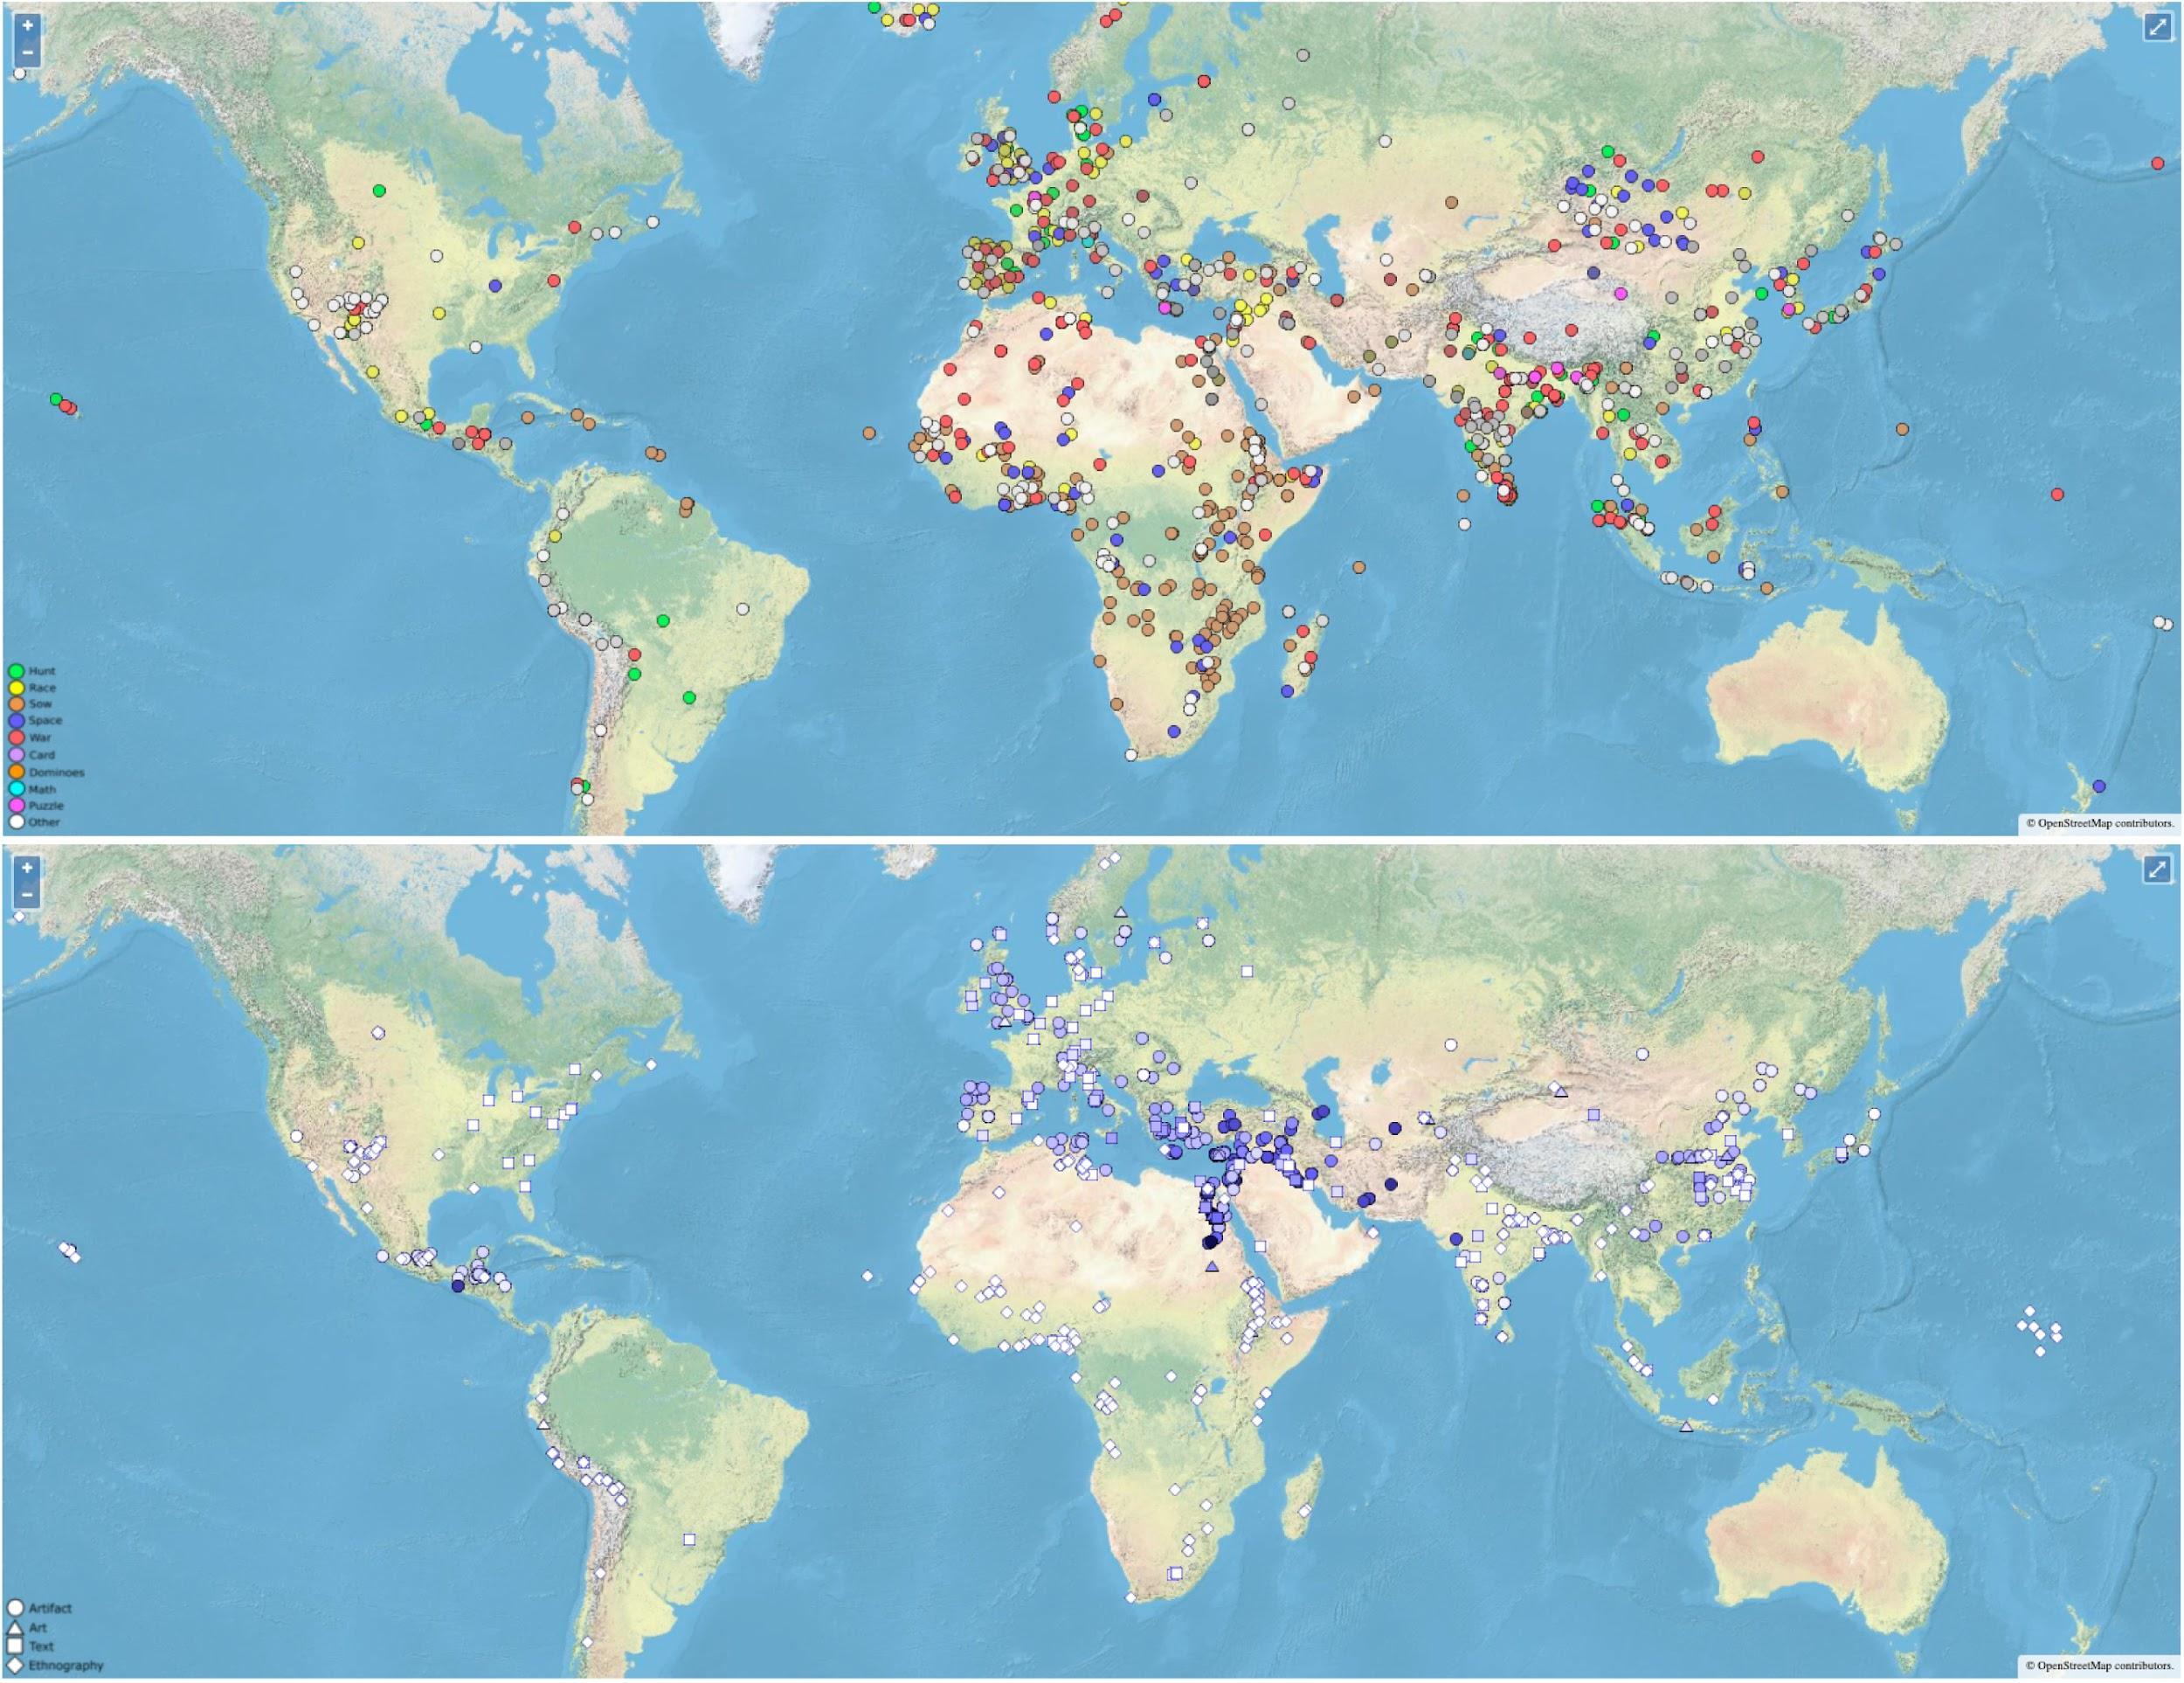 +
−
Hunt
Race
Sow
Space
War
Card
Dominoes
Math
Puzzle
Other
© OpenStreetMap contributors.
+
−
Artifact
Art
Text
Ethnography
© OpenStreetMap contributors.